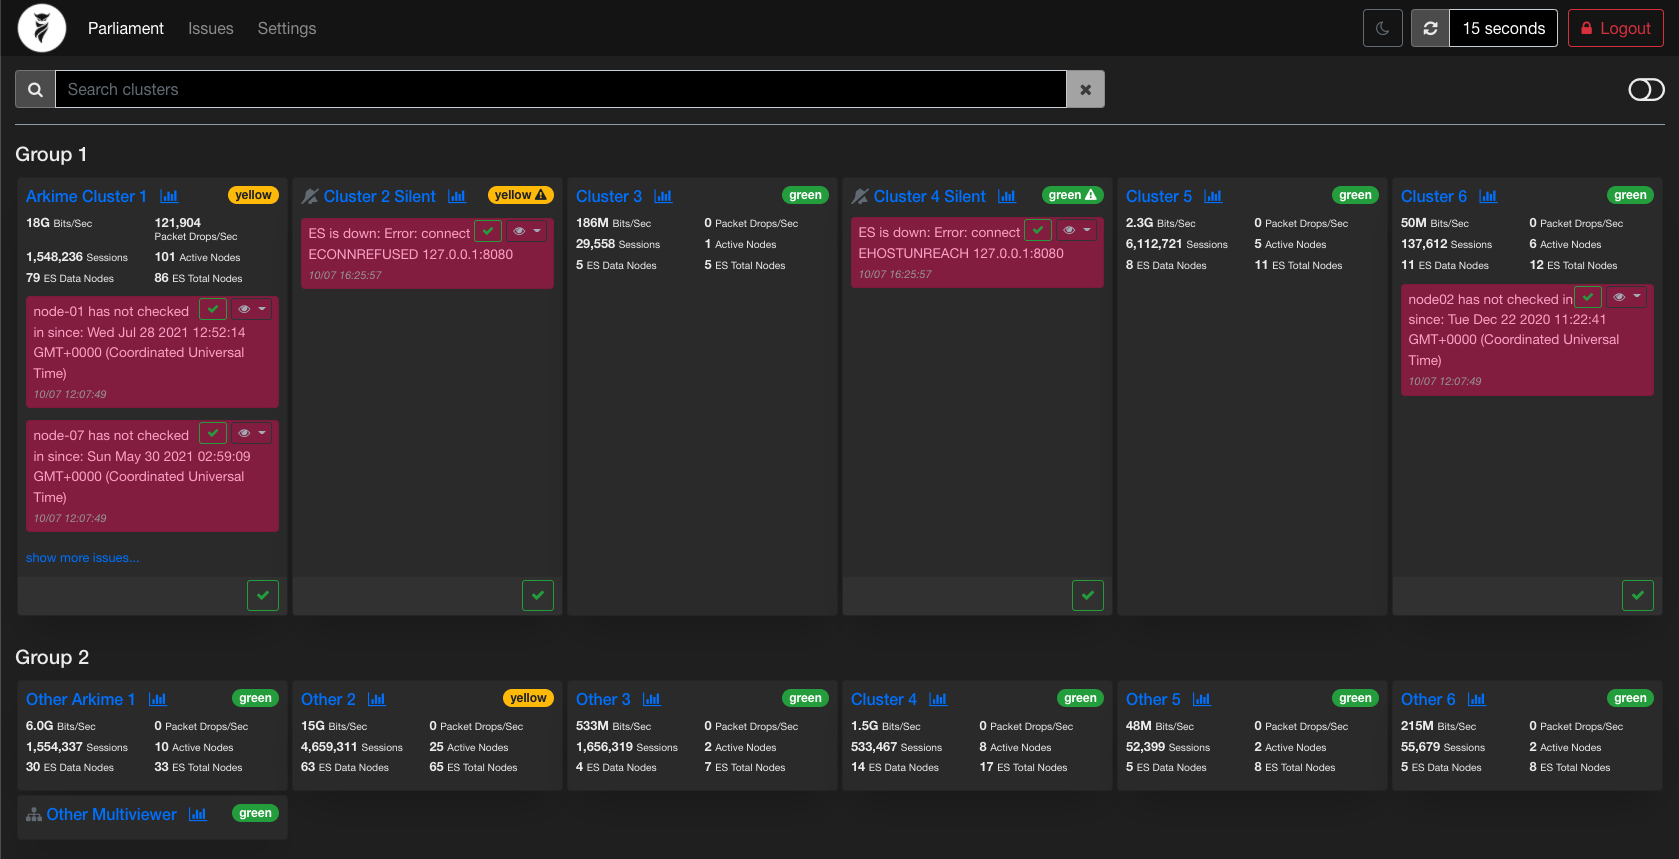 Parliament Issues Settings 15 seconds Logout
Search clusters
Group 1
Arkime Cluster 1 yellow
18G Bits/Sec 121,904 Packet Drops/Sec
1,548,236 Sessions 101 Active Nodes
79 ES Data Nodes 86 ES Total Nodes
node-01 has not checked
in since: Wed Jul 28 2021 12:52:14
GMT+0000 (Coordinated Universal
Time)
10/07 12:07:49
node-07 has not checked
in since: Sun May 30 2021 02:59:09
GMT+0000 (Coordinated Universal
Time)
10/07 12:07:49
show more issues...
Cluster 2 Silent yellow
ES is down: Error: connect
ECONNREFUSED 127.0.0.1:8080
10/07 16:25:57
Cluster 3 green
186M Bits/Sec 0 Packet Drops/Sec
29,558 Sessions 1 Active Nodes
5 ES Data Nodes 5 ES Total Nodes
Cluster 4 Silent green
ES is down: Error: connect
EHOSTUNREACH 127.0.0.1:8080
10/07 16:25:57
Cluster 5 green
2.3G Bits/Sec 0 Packet Drops/Sec
6,112,721 Sessions 5 Active Nodes
8 ES Data Nodes 11 ES Total Nodes
Cluster 6 green
50M Bits/Sec 0 Packet Drops/Sec
137,612 Sessions 6 Active Nodes
11 ES Data Nodes 12 ES Total Nodes
node02 has not checked in
since: Tue Dec 22 2020 11:22:41
GMT+0000 (Coordinated Universal
Time)
10/07 12:07:49
Group 2
Other Arkime 1 green
6.0G Bits/Sec 0 Packet Drops/Sec
1,554,337 Sessions 10 Active Nodes
30 ES Data Nodes 33 ES Total Nodes
Other 2 yellow
15G Bits/Sec 0 Packet Drops/Sec
4,659,311 Sessions 25 Active Nodes
63 ES Data Nodes 65 ES Total Nodes
Other 3 green
533M Bits/Sec 0 Packet Drops/Sec
1,656,319 Sessions 2 Active Nodes
4 ES Data Nodes 7 ES Total Nodes
Cluster 4 green
1.5G Bits/Sec 0 Packet Drops/Sec
533,467 Sessions 8 Active Nodes
14 ES Data Nodes 17 ES Total Nodes
Other 5 green
48M Bits/Sec 0 Packet Drops/Sec
52,399 Sessions 2 Active Nodes
5 ES Data Nodes 8 ES Total Nodes
Other 6 green
215M Bits/Sec 0 Packet Drops/Sec
55,679 Sessions 2 Active Nodes
5 ES Data Nodes 8 ES Total Nodes
Other Multiviewer green